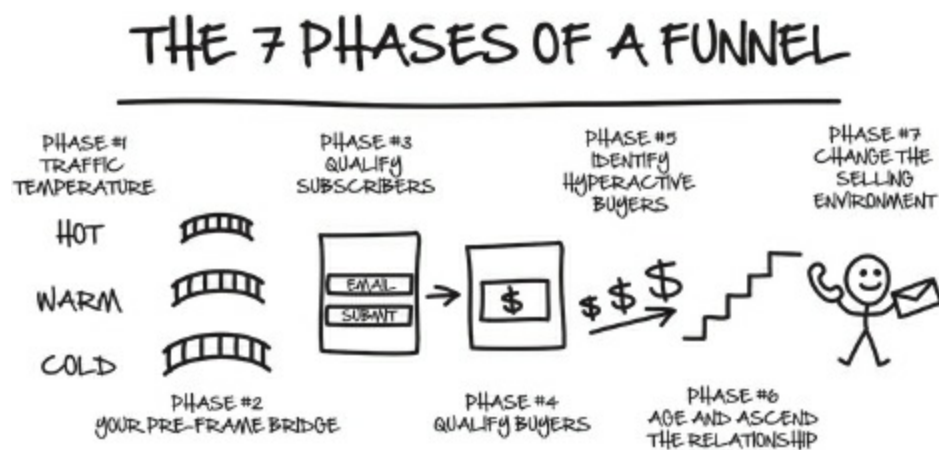 THE 7 PHASES OF A FUNNEL
PHASE #1
TRAFFIC
TEMPERATURE
HOT
WARM
COLD
PHASE #2
YOUR PRE-FRAME BRIDGE
PHASE #3
QUALIFY
SUBSCRIBERS
EMAIL
SUBMIT
$
PHASE #4
QUALIFY BUYERS
PHASE #5
IDENTIFY
HYPERACTIVE
BUYERS
$ $ $
PHASE #6
AGE AND ASCEND
THE RELATIONSHIP
PHASE #7
CHANGE THE
SELLING
ENVIRONMENT